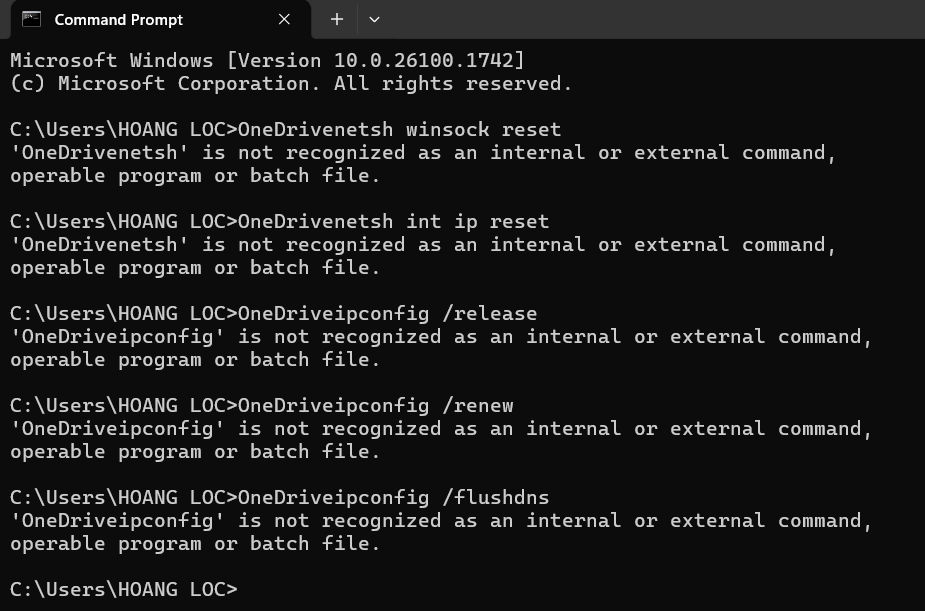 Command Prompt
Microsoft Windows [Version 10.0.26100.1742]
(c) Microsoft Corporation. All rights reserved.
C:\Users\HOANG LOC>OneDrivenetsh winsock reset
'OneDrivenetsh' is not recognized as an internal or external command,
operable program or batch file.
C:\Users\HOANG LOC>OneDrivenetsh int ip reset
'OneDrivenetsh' is not recognized as an internal or external command,
operable program or batch file.
C:\Users\HOANG LOC>OneDriveipconfig /release
'OneDriveipconfig' is not recognized as an internal or external command,
operable program or batch file.
C:\Users\HOANG LOC>OneDriveipconfig /renew
'OneDriveipconfig' is not recognized as an internal or external command,
operable program or batch file.
C:\Users\HOANG LOC>OneDriveipconfig /flushdns
'OneDriveipconfig' is not recognized as an internal or external command,
operable program or batch file.
C:\Users\HOANG LOC>